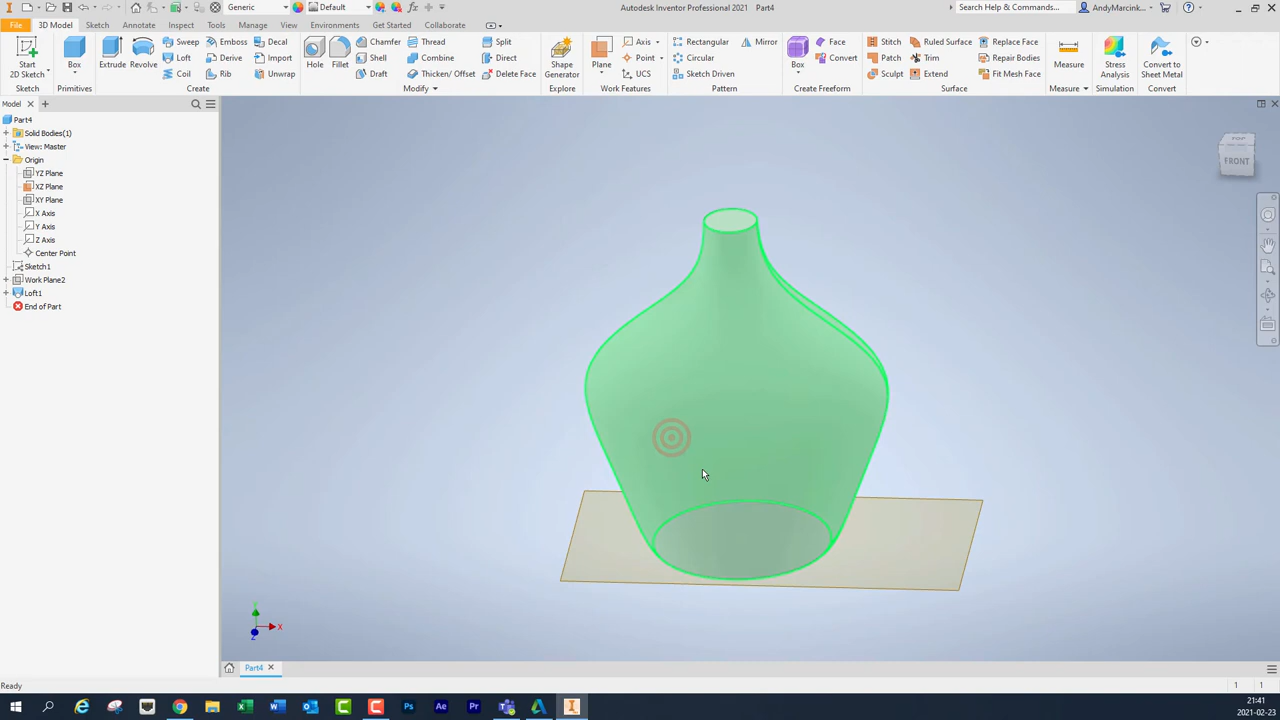 Generic
Default
Autodesk Inventor Professional 2021 Part4
Search Help & Commands...
AndyMarcink...
File
3D Model
Sketch
Annotate
Inspect
Tools
Manage
View
Environments
Get Started
Collaborate
Start
2D Sketch
Sketch
Box
Primitives
Extrude
Revolve
Sweep
Emboss
Decal
Loft
Derive
Import
Coil
Rib
Unwrap
Create
Hole
Fillet
Chamfer
Thread
Split
Shell
Combine
Direct
Draft
Thicken/ Offset
Delete Face
Modify
Shape
Generator
Explore
Plane
Axis
Point
UCS
Work Features
Rectangular
Mirror
Circular
Sketch Driven
Pattern
Box
Face
Convert
Create Freeform
Stitch
Ruled Surface
Replace Face
Patch
Trim
Repair Bodies
Sculpt
Extend
Fit Mesh Face
Surface
Measure
Measure
Stress
Analysis
Simulation
Convert to
Sheet Metal
Convert
Model
Part4
Solid Bodies(1)
View: Master
Origin
YZ Plane
XZ Plane
XY Plane
X Axis
Y Axis
Z Axis
Center Point
Sketch1
Work Plane2
Loft1
End of Part
TOP
FRONT
X
Z
Part4
Ready
1
1
21:41
2021-02-23